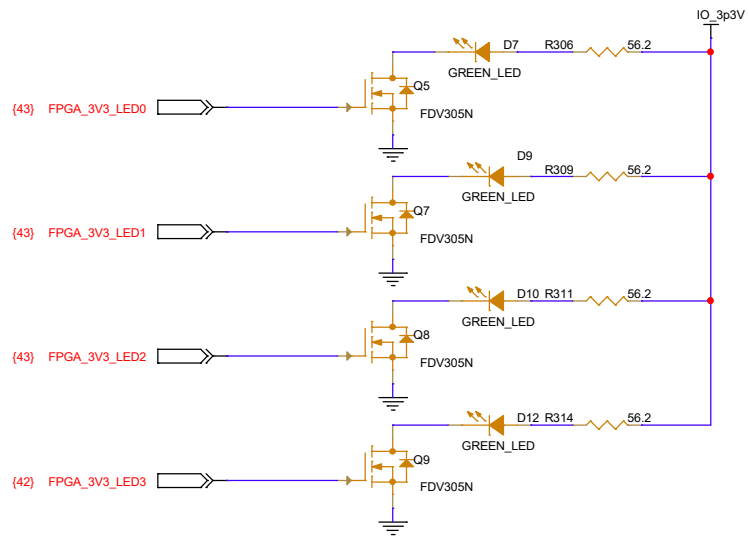 IO_3p3V
D7 R306 56.2
GREEN_LED
Q5
{43} FPGA_3V3_LED0
FDV305N
D9
R309 56.2
GREEN_LED
Q7
{43} FPGA_3V3_LED1
FDV305N
D10 R311 56.2
GREEN_LED
Q8
{43} FPGA_3V3_LED2
FDV305N
D12 R314 56.2
GREEN_LED
Q9
{42} FPGA_3V3_LED3
FDV305N